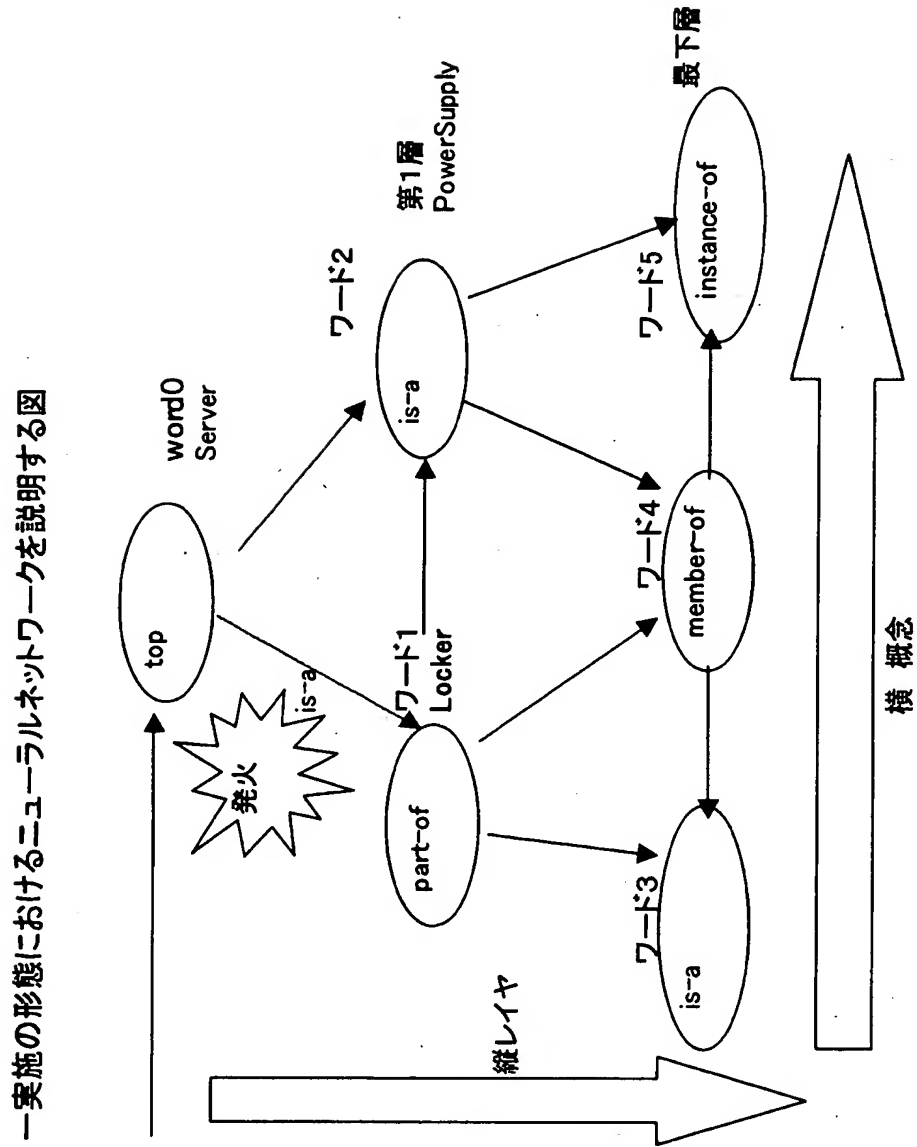 一実施の形態におけるニューラルネットワークを説明する図
word0
Server
top
発火
is-a
ワード2
第1層
PowerSupply
is-a
ワード1
Locker
part-of
縦レイヤ
ワード3
is-a
ワード4
member-of
ワード5
instance-of
最下層
横 概念